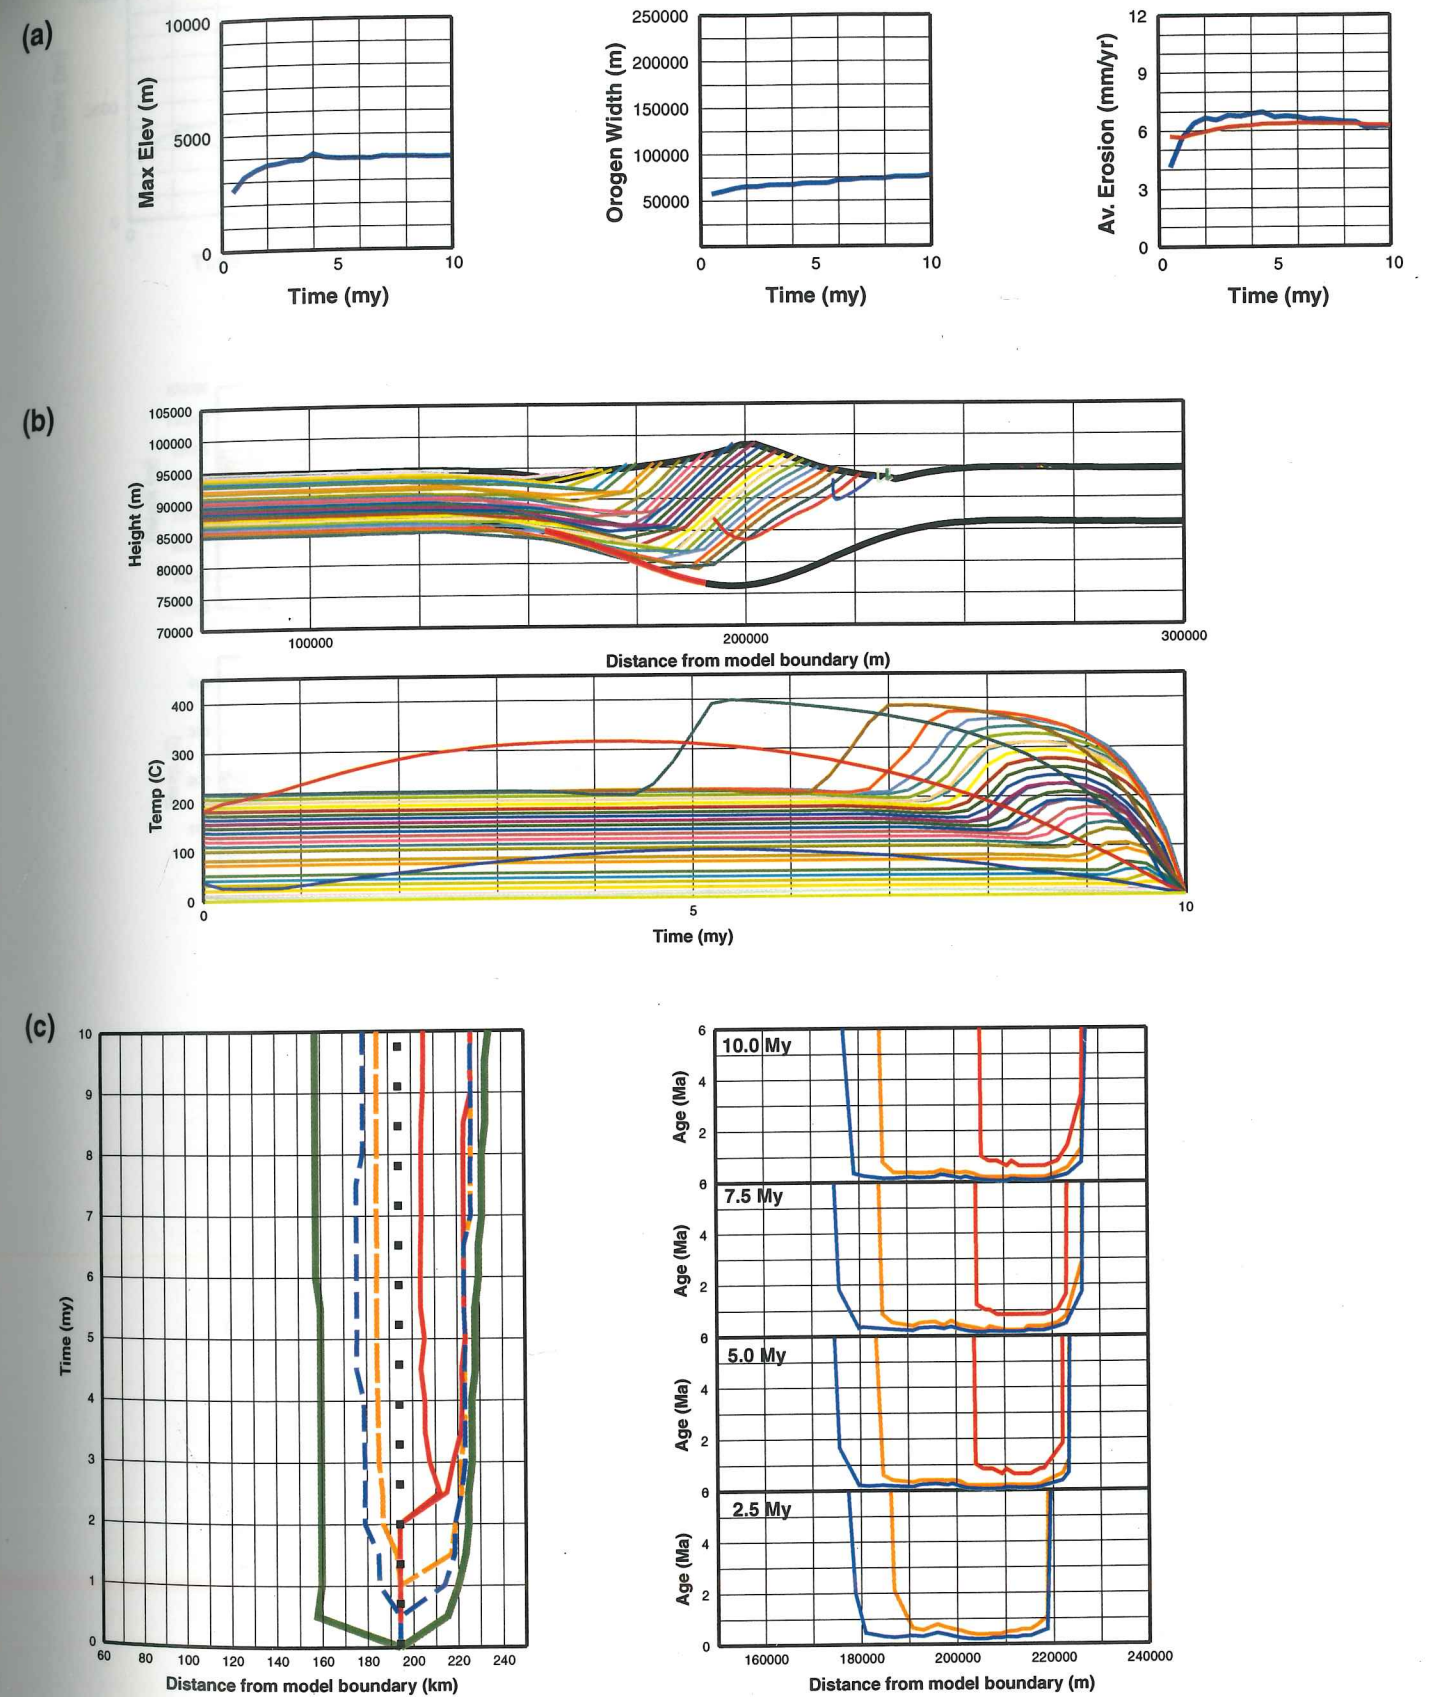 (a)
10000
5000
0
Max Elev (m)
0 5 10
Time (my)
250000
200000
150000
100000
50000
Orogen Width (m)
0 5 10
Time (my)
12
9
6
3
0
Av. Erosion (mm/yr)
0 5 10
Time (my)
(b)
105000
100000
95000
90000
85000
80000
75000
70000
Height (m)
100000 200000 300000
Distance from model boundary (m)
400
300
200
100
0
Temp (C)
0 5 10
Time (my)
(c)
10
9
8
7
6
5
4
3
2
1
0
Time (my)
60 80 100 120 140 160 180 200 220 240
Distance from model boundary (km)
10.0 My
6
4
2
Age (Ma)
7.5 My
4
2
Age (Ma)
5.0 My
4
2
Age (Ma)
2.5 My
4
2
0
Age (Ma)
160000 180000 200000 220000 240000
Distance from model boundary (m)